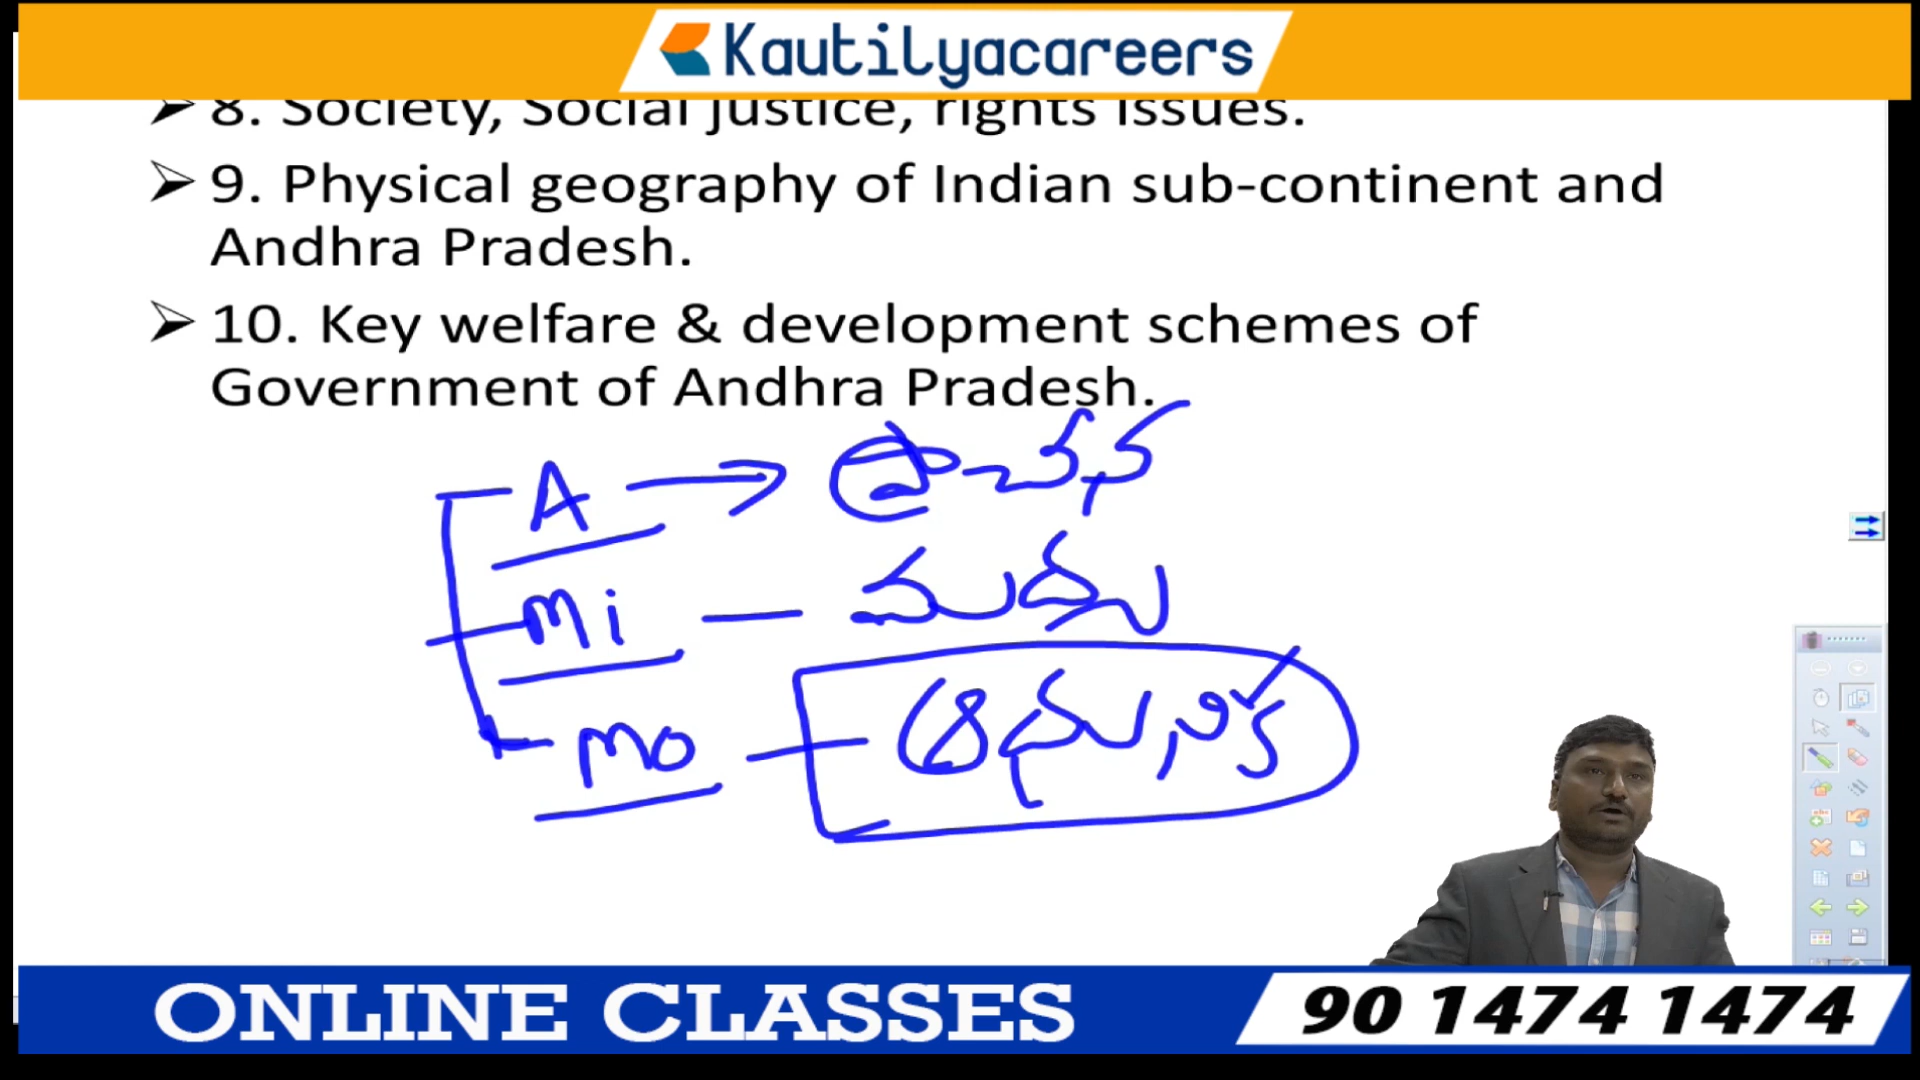 Kautilyacareers
8. Society, Social justice, rights issues.
9. Physical geography of Indian sub-continent and
Andhra Pradesh.
10. Key welfare & development schemes of
Government of Andhra Pradesh.
A
Mi
Mo
ONLINE CLASSES 90 1474 1474